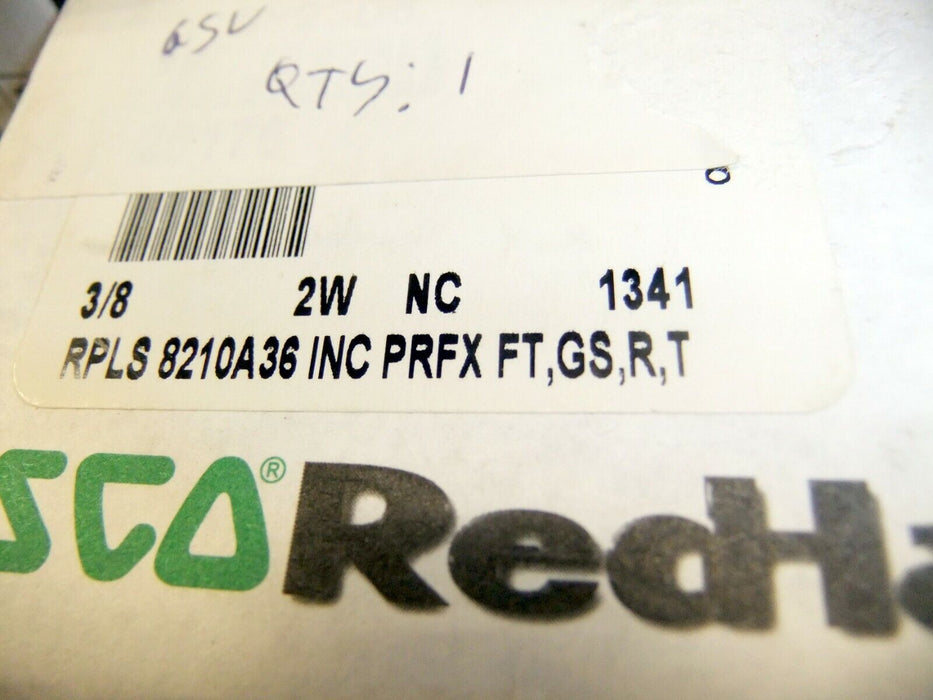 QTY: 1
3/8 2W NC 1341
RPLS 8210A36 INC PRFX FT,GS,R,T
SCO® RedHa